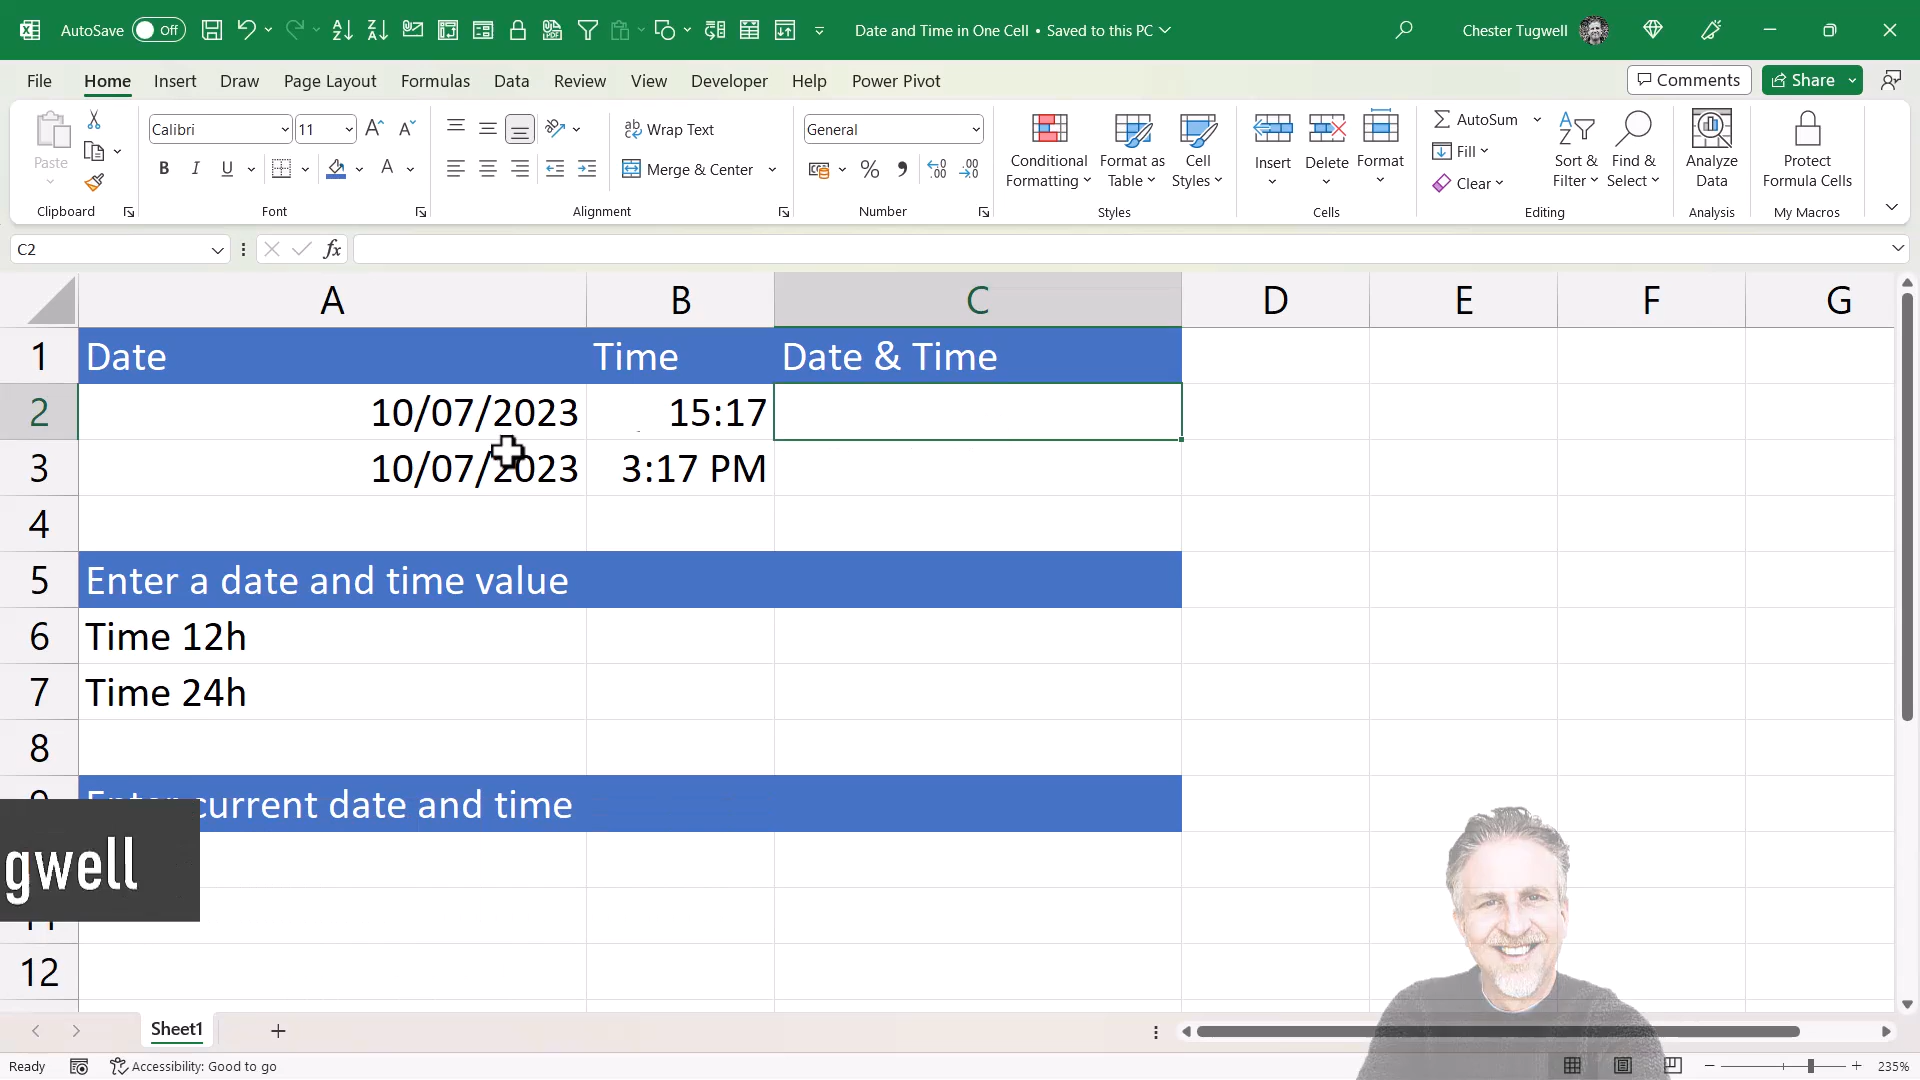 AutoSave Off Date and Time in One Cell • Saved to this PC Chester Tugwell
File Home Insert Draw Page Layout Formulas Data Review View Developer Help Power Pivot Comments Share
Paste
Clipboard
Calibri 11
B I U A
Font
Wrap Text
Merge & Center
Alignment
General
Number
Conditional Formatting
Format as Table
Cell Styles
Styles
Insert
Delete
Format
Cells
AutoSum
Fill
Clear
Sort & Filter
Find & Select
Editing
Analyze Data
Analysis
Protect Formula Cells
My Macros
C2 fx
A B C D E F G
1 Date Time Date & Time
2 10/07/2023 15:17
3 10/07/2023 3:17 PM
4
5 Enter a date and time value
6 Time 12h
7 Time 24h
8
current date and time
gwell
12
Sheet1
Ready Accessibility: Good to go 235%